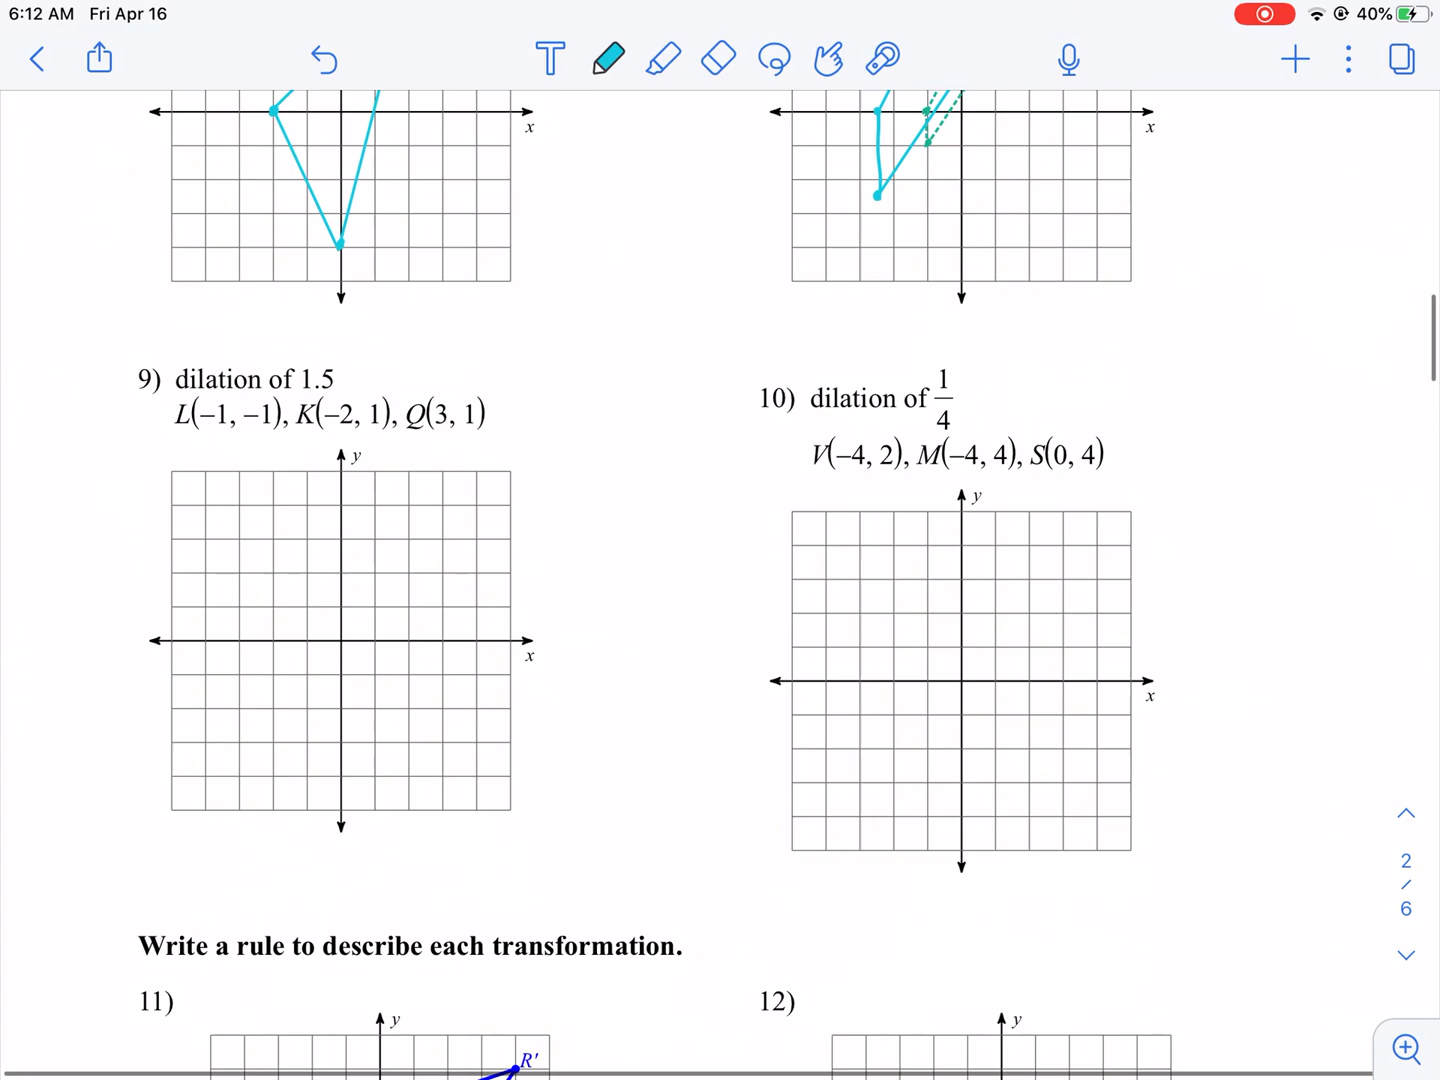 6:12 AM Fri Apr 16
40%
x
x
9) dilation of 1.5
L(−1, −1), K(−2, 1), Q(3, 1)
y
x
10) dilation of 1/4
V(−4, 2), M(−4, 4), S(0, 4)
y
x
2
/
6
Write a rule to describe each transformation.
11)
y
R'
12)
y